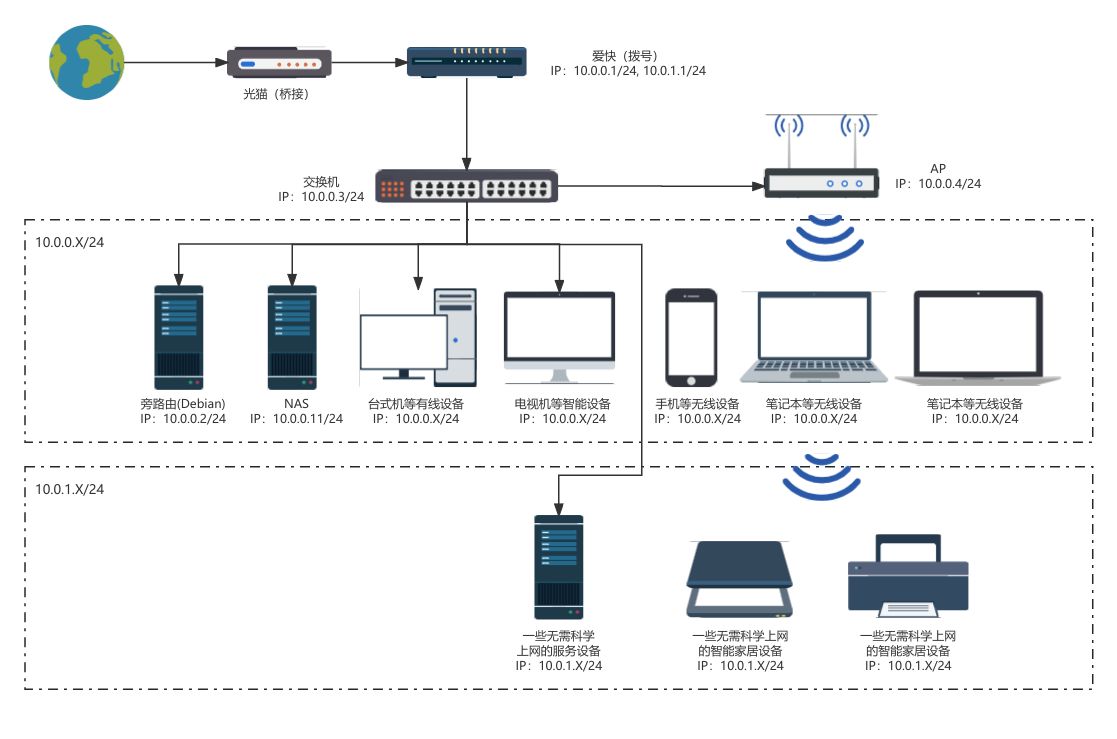 光猫（桥接）
爱快（拨号）
IP：10.0.0.1/24, 10.0.1.1/24
交换机
IP：10.0.0.3/24
AP
IP：10.0.0.4/24
10.0.0.X/24
旁路由(Debian)
IP：10.0.0.2/24
NAS
IP：10.0.0.11/24
台式机等有线设备
IP：10.0.0.X/24
电视机等智能设备
IP：10.0.0.X/24
手机等无线设备
IP：10.0.0.X/24
笔记本等无线设备
IP：10.0.0.X/24
笔记本等无线设备
IP：10.0.0.X/24
10.0.1.X/24
一些无需科学
上网的服务设备
IP：10.0.1.X/24
一些无需科学上网
的智能家居设备
IP：10.0.1.X/24
一些无需科学上网
的智能家居设备
IP：10.0.1.X/24